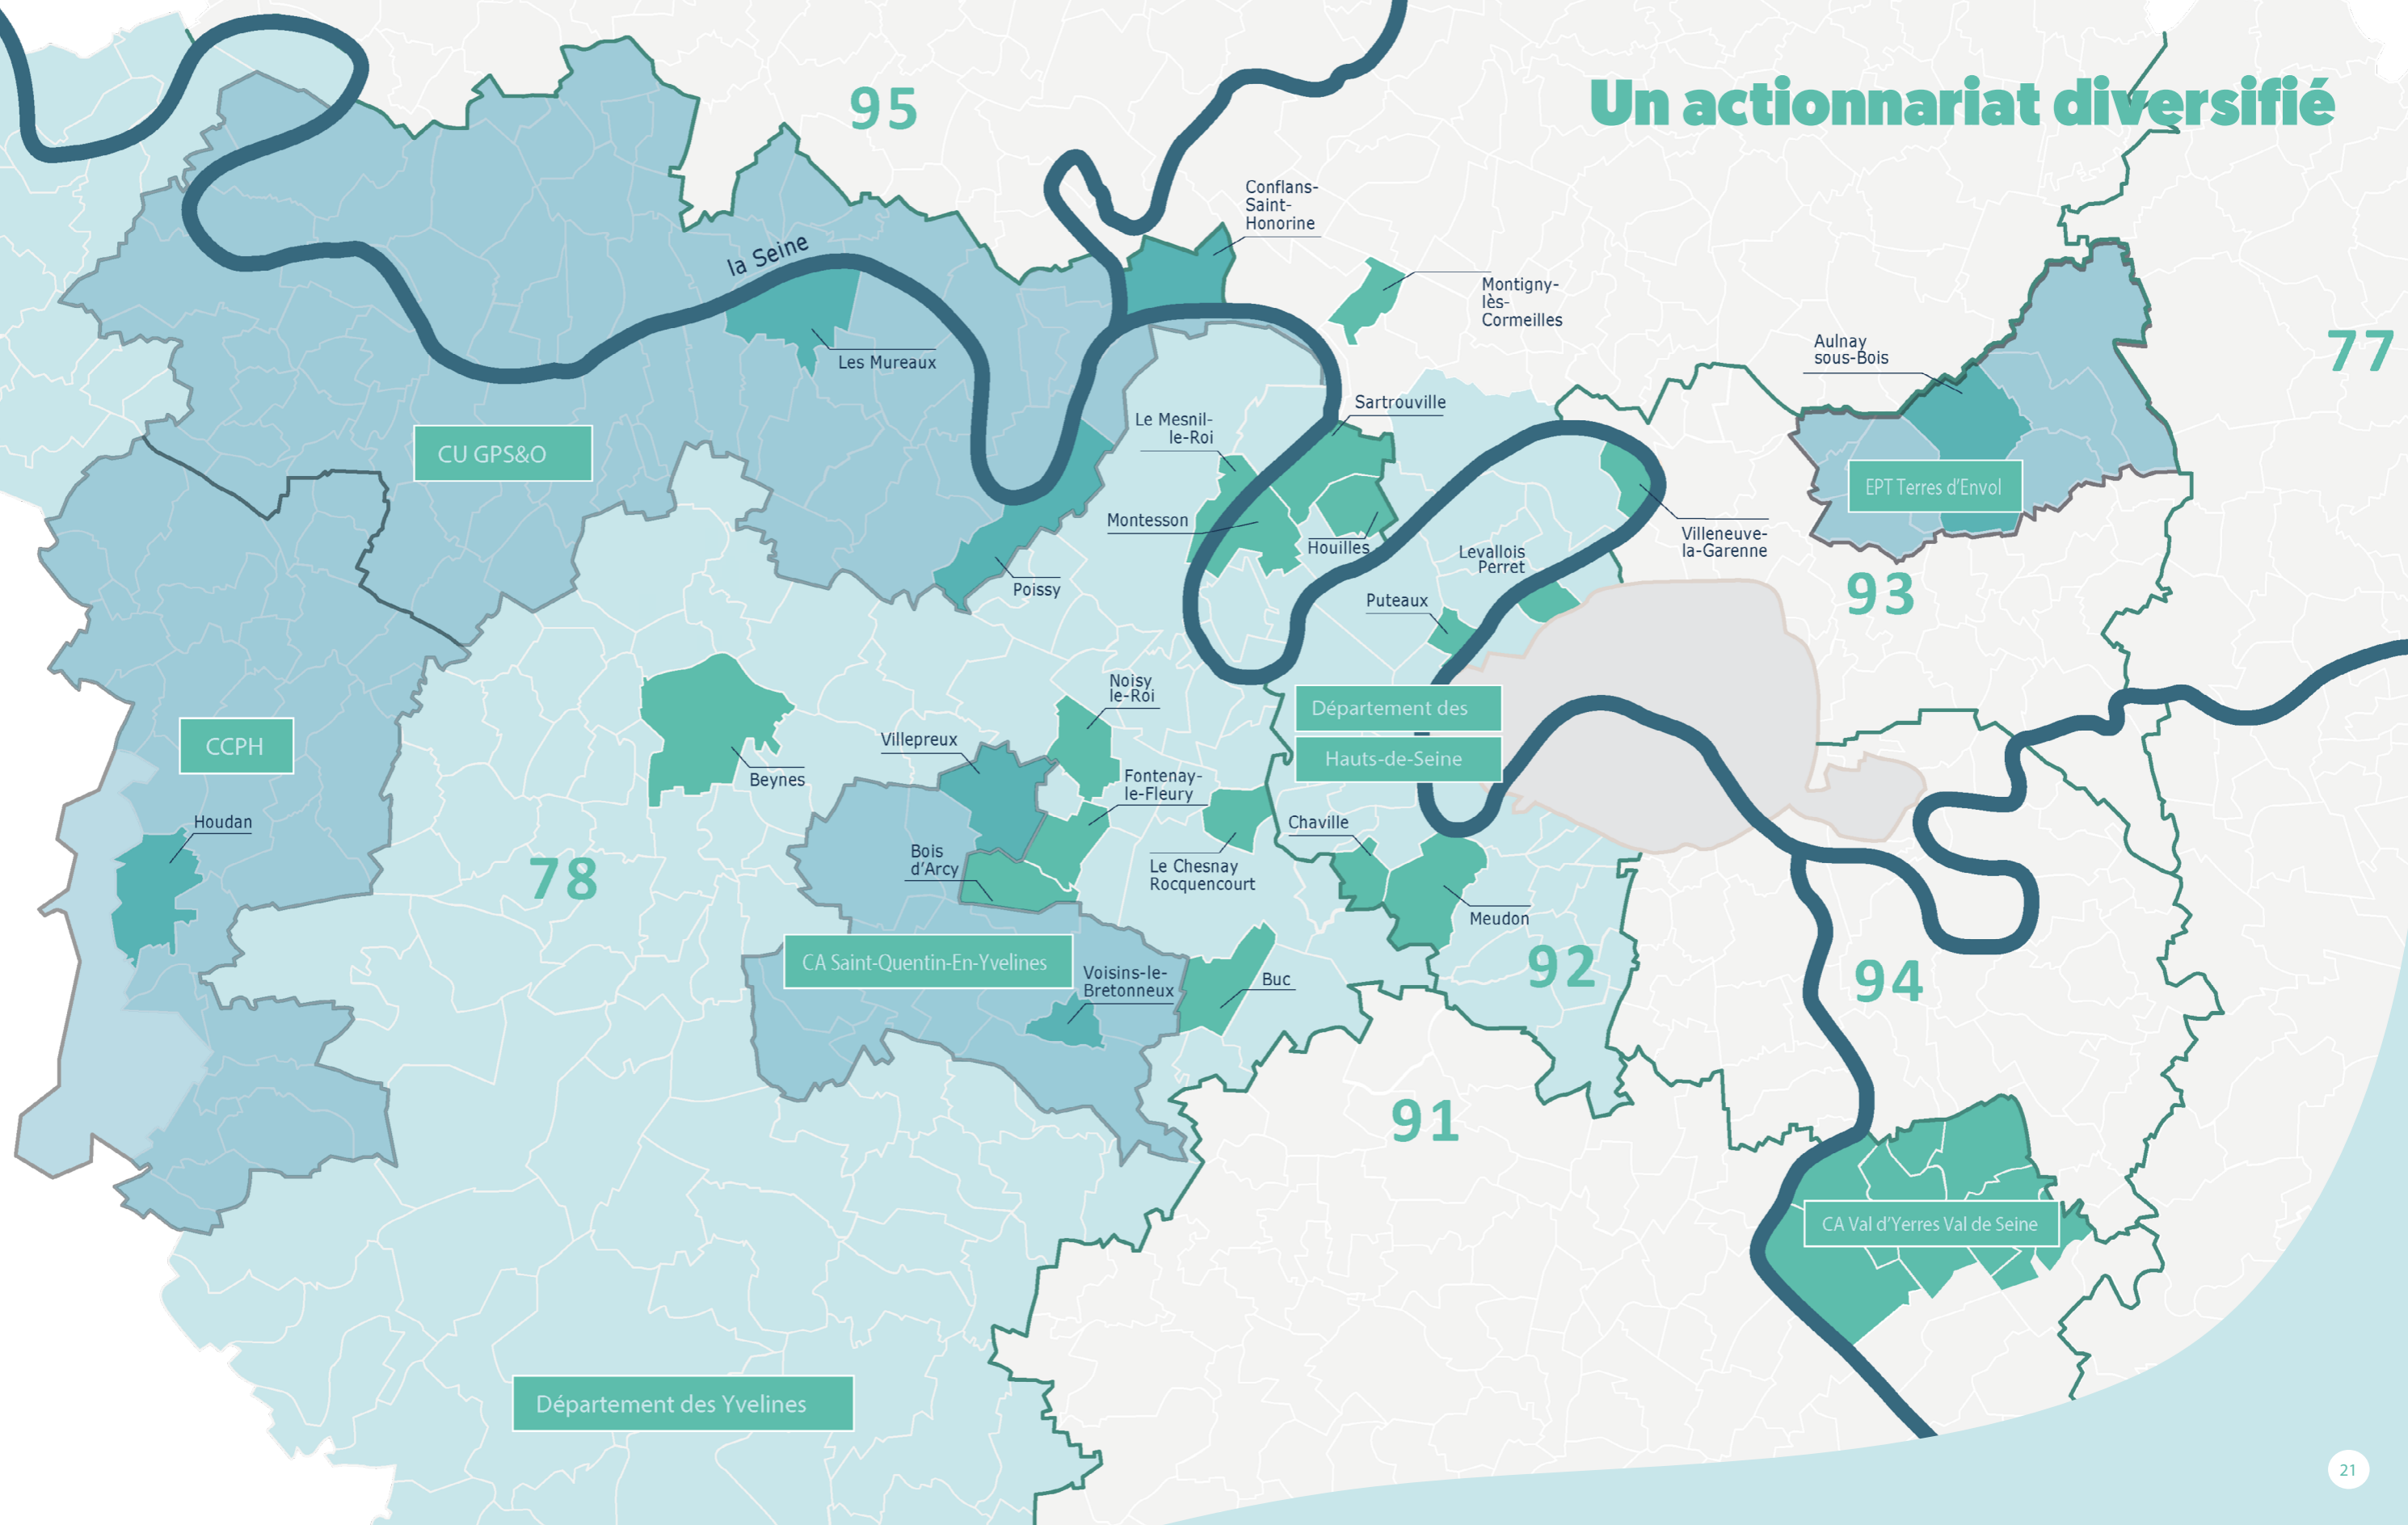 Un actionnariat diversifié
95
Conflans-
Saint-
Honorine
la Seine
Montigny-
lès-
Cormeilles
Les Mureaux
Aulnay
sous-Bois
77
Sartrouville
Le Mesnil-
le-Roi
CU GPS&O
EPT Terres d'Envol
Montesson
Houilles
Levallois
Perret
Villeneuve-
la-Garenne
Poissy
Puteaux
93
Noisy
le-Roi
Département des
Hauts-de-Seine
CCPH
Villepreux
Beynes
Fontenay-
le-Fleury
Houdan
Chaville
78
Bois
d'Arcy
Le Chesnay
Rocquencourt
Meudon
CA Saint-Quentin-En-Yvelines
Voisins-le-
Bretonneux
Buc
92
94
91
CA Val d'Yerres Val de Seine
Département des Yvelines
21